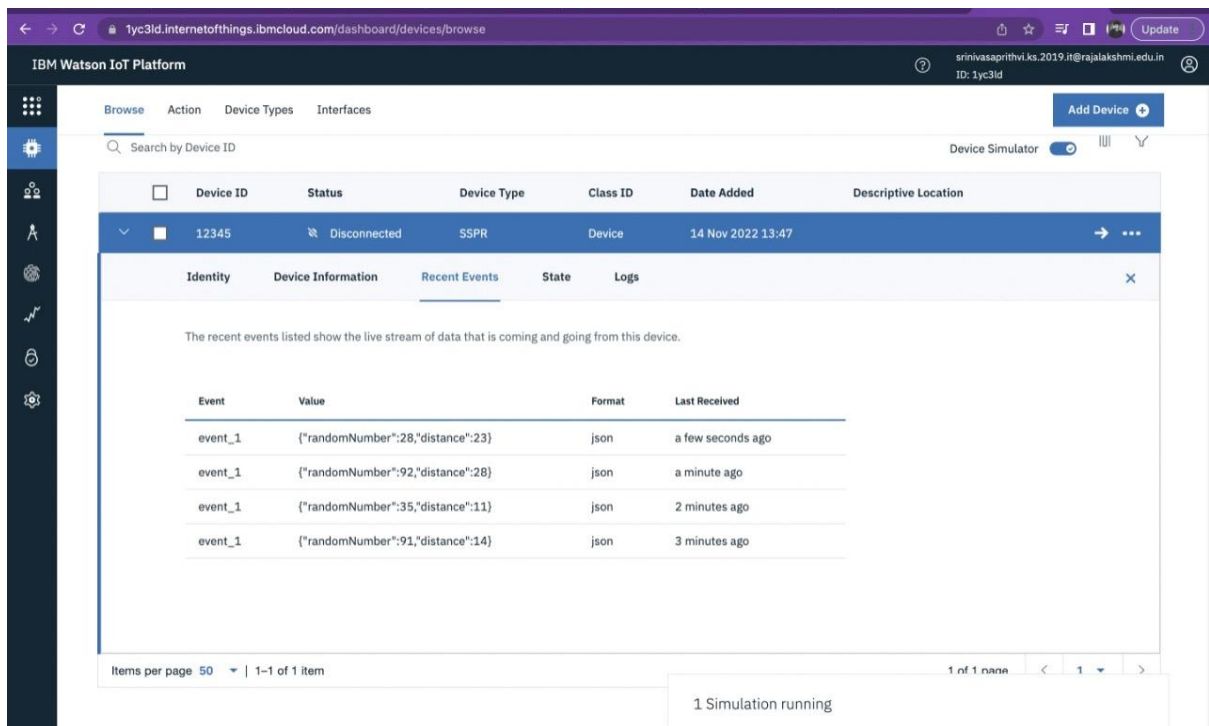 1yc3ld.internetofthings.ibmcloud.com/dashboard/devices/browse Update
IBM Watson IoT Platform
srinivasaprithvi.ks.2019.it@rajalakshmi.edu.in
ID: 1yc3ld
Browse Action Device Types Interfaces Add Device
Search by Device ID Device Simulator
Device ID Status Device Type Class ID Date Added Descriptive Location
12345 Disconnected SSPR Device 14 Nov 2022 13:47
Identity Device Information Recent Events State Logs
The recent events listed show the live stream of data that is coming and going from this device.
Event Value Format Last Received
event_1 {"randomNumber":28,"distance":23} json a few seconds ago
event_1 {"randomNumber":92,"distance":28} json a minute ago
event_1 {"randomNumber":35,"distance":11} json 2 minutes ago
event_1 {"randomNumber":91,"distance":14} json 3 minutes ago
Items per page 50 | 1–1 of 1 item 1 of 1 page < 1 >
1 Simulation running